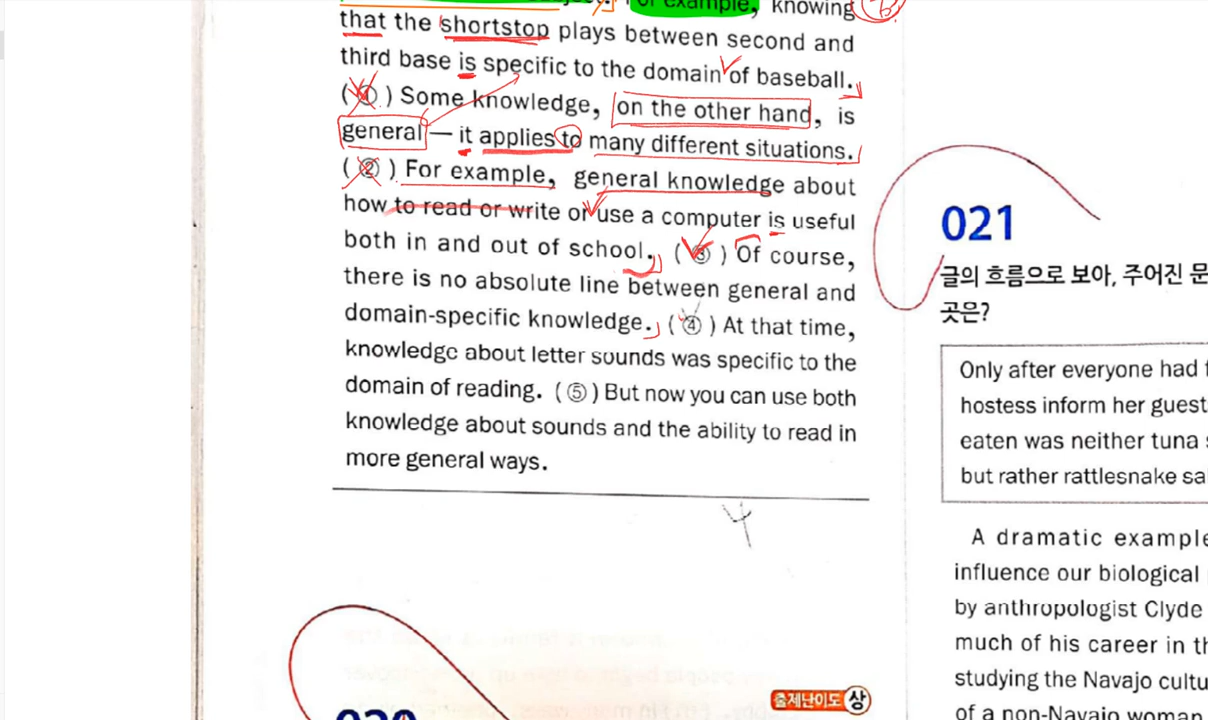 or example, knowing
that the shortstop plays between second and
third base is specific to the domain of baseball.
( ① ) Some knowledge, on the other hand, is
general — it applies to many different situations.
( ② ) For example, general knowledge about
how to read or write or use a computer is useful
both in and out of school. ( ③ ) Of course,
there is no absolute line between general and
domain-specific knowledge. ( ④ ) At that time,
knowledge about letter sounds was specific to the
domain of reading. ( ⑤ ) But now you can use both
knowledge about sounds and the ability to read in
more general ways.
4
출제난이도 상
021
글의 흐름으로 보아, 주어진 문
곳은?
Only after everyone had f
hostess inform her guest
eaten was neither tuna s
but rather rattlesnake sa
A dramatic example
influence our biological
by anthropologist Clyde
much of his career in th
studying the Navajo cultu
of a non-Navajo woman